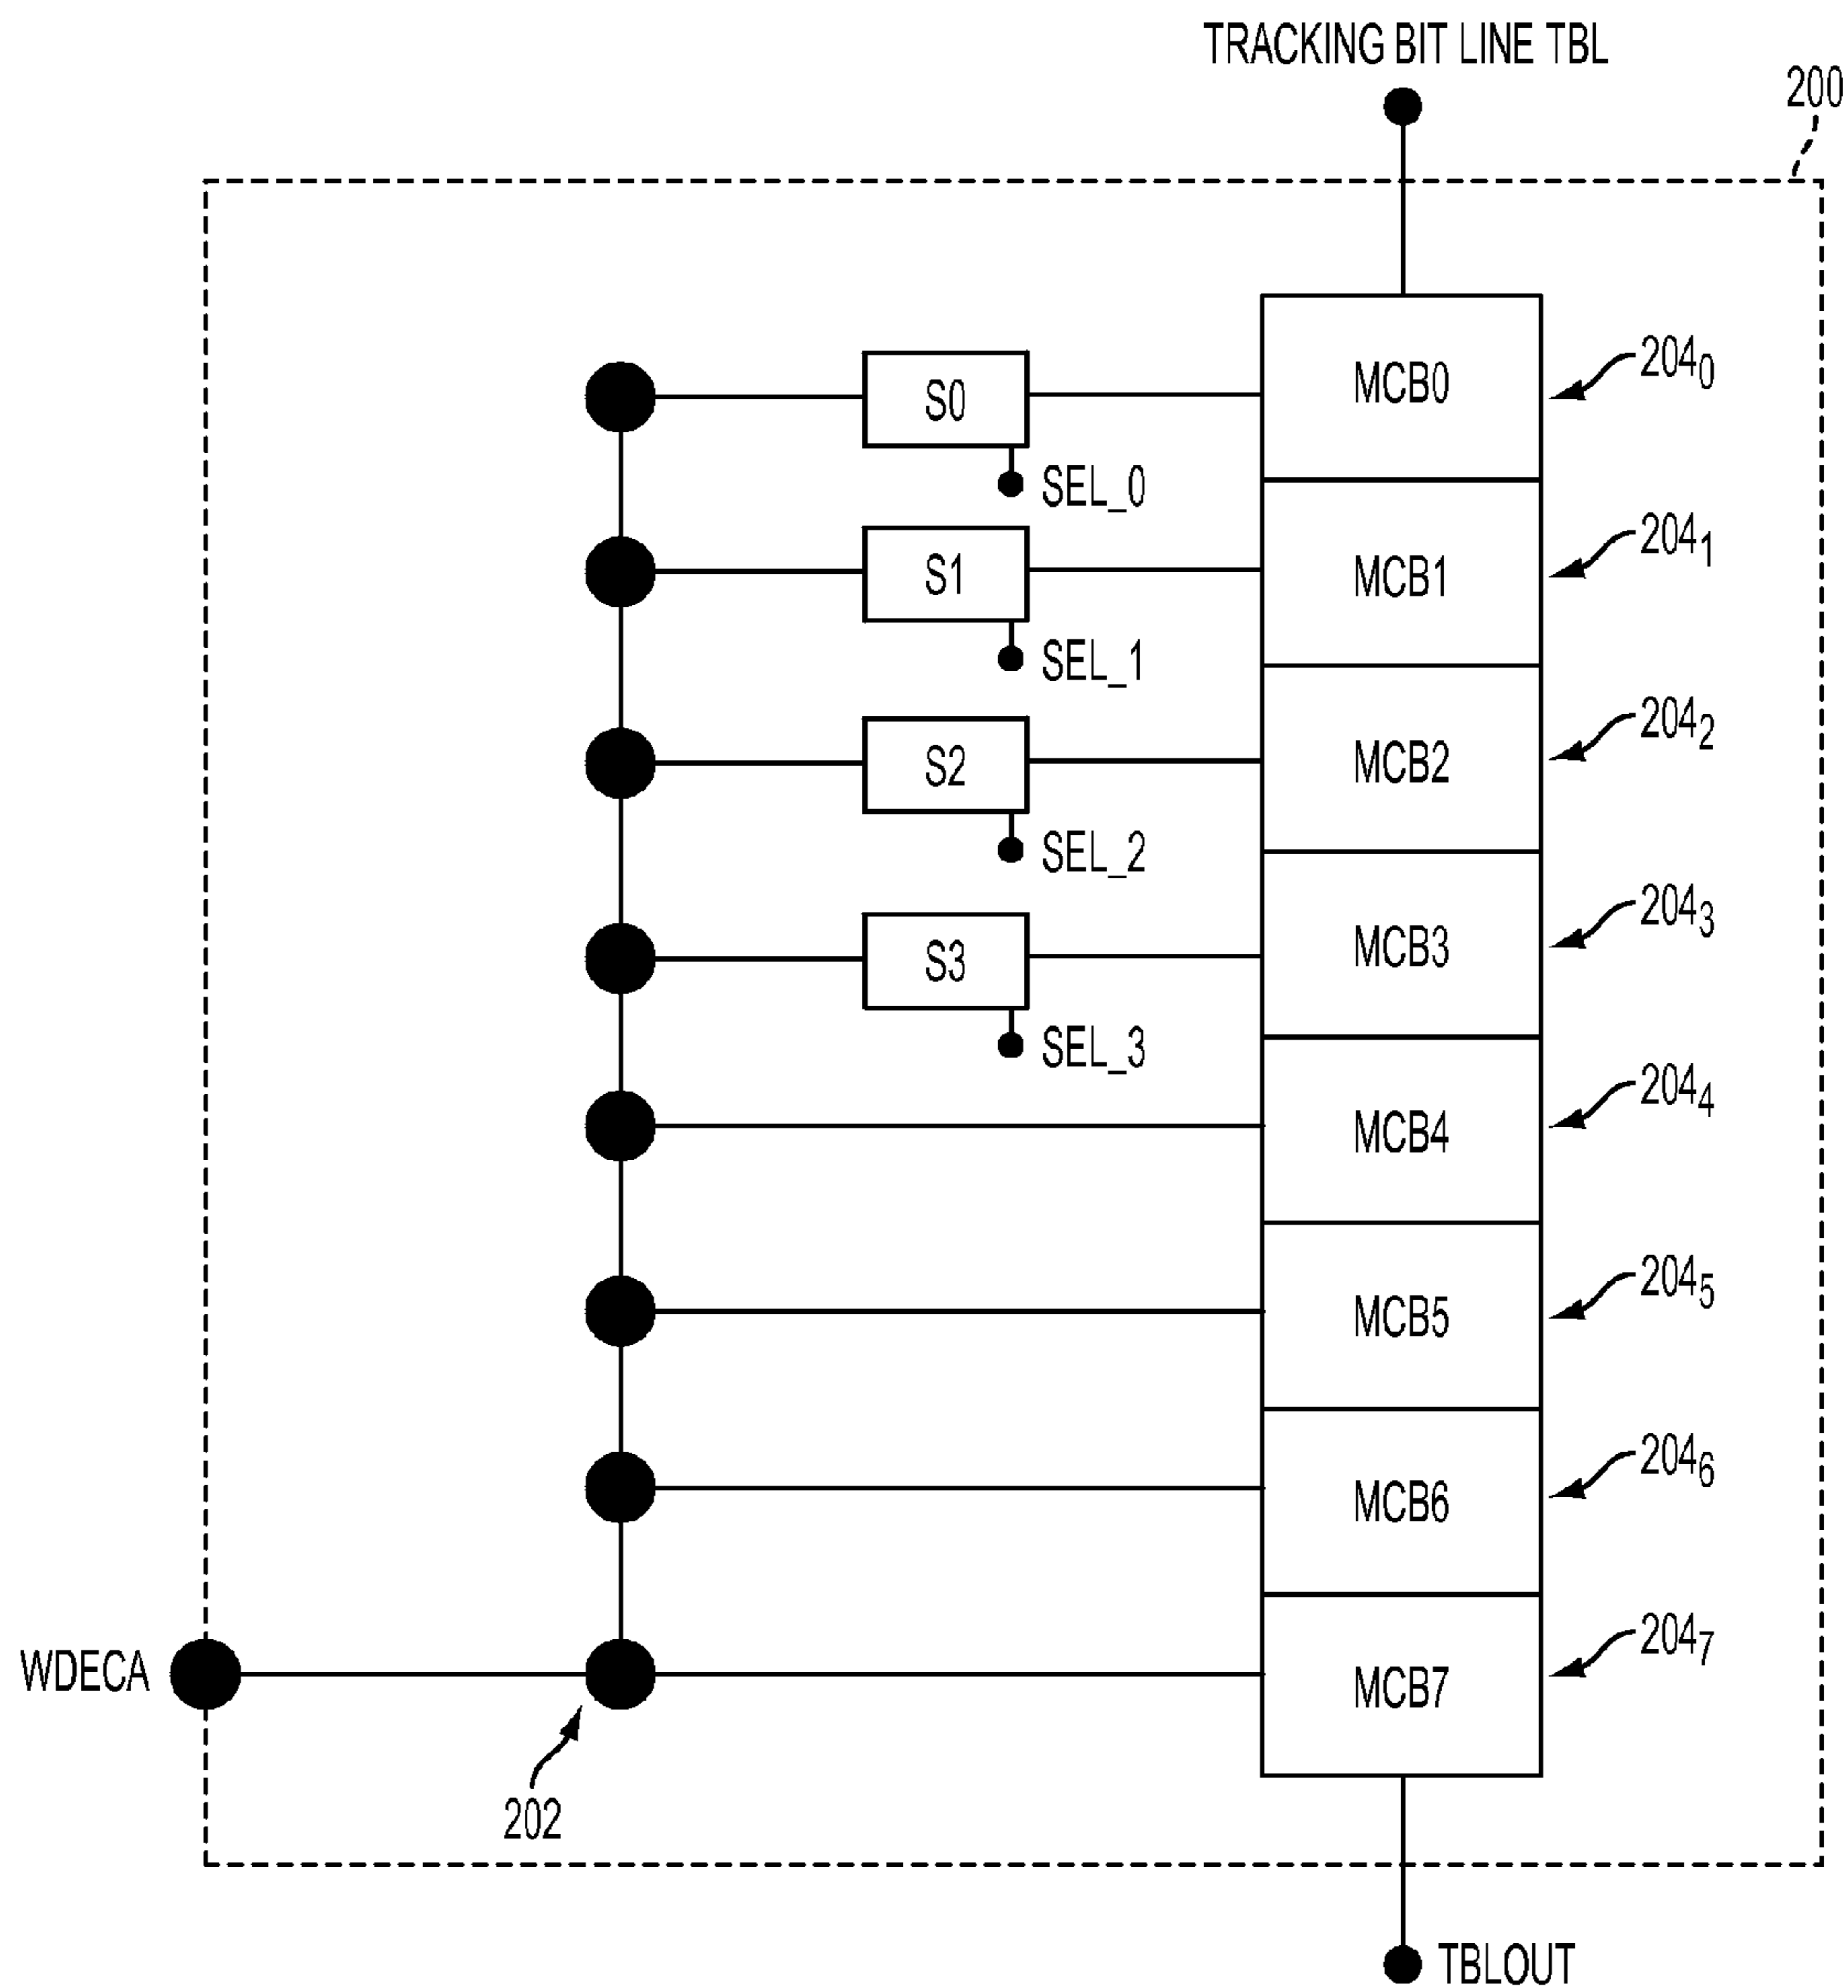 TRACKING BIT LINE TBL
200
S0
MCB0
204₀
SEL_0
S1
MCB1
204₁
SEL_1
S2
MCB2
204₂
SEL_2
S3
MCB3
204₃
SEL_3
MCB4
204₄
MCB5
204₅
MCB6
204₆
WDECA
MCB7
204₇
202
TBLOUT